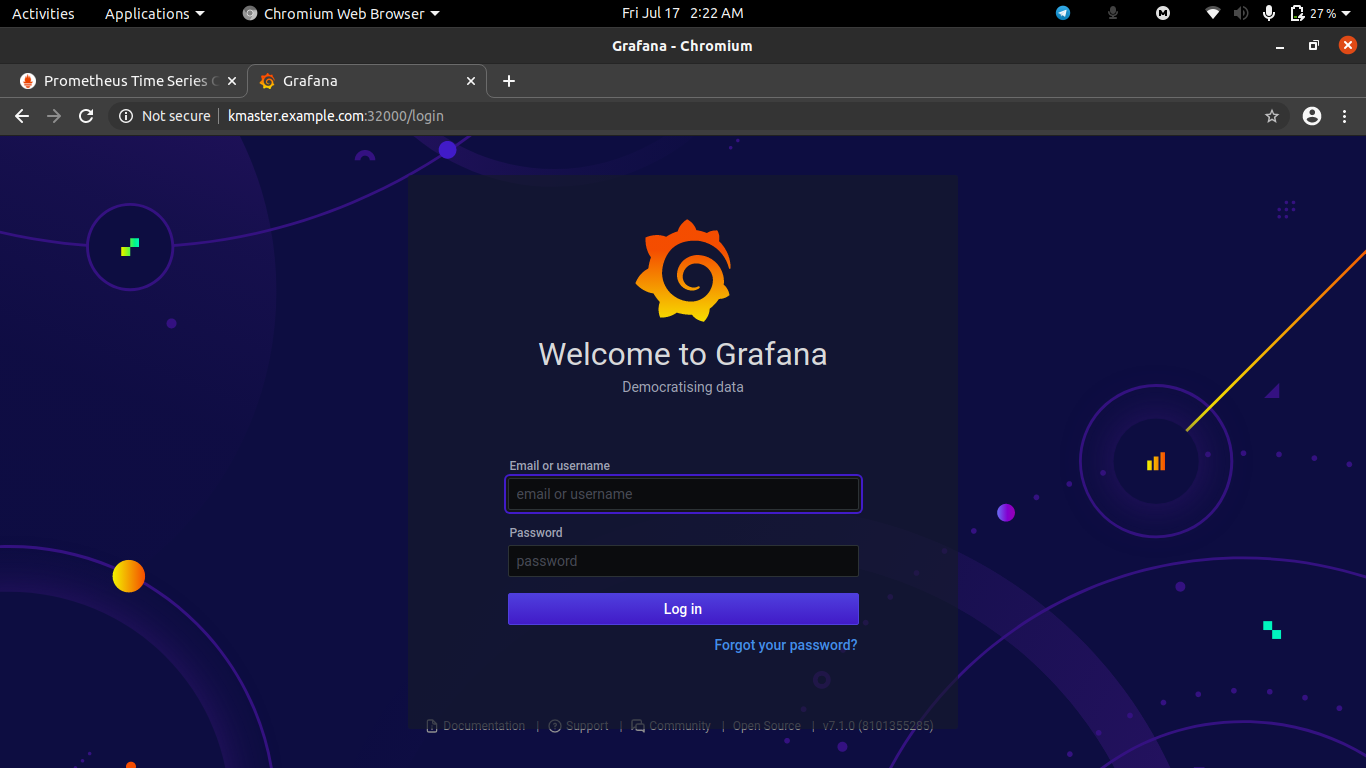 Activities Applications Chromium Web Browser Fri Jul 17 2:22 AM 27 %
Grafana - Chromium
Prometheus Time Series Grafana
Not secure kmaster.example.com:32000/login
Welcome to Grafana
Democratising data
Email or username
email or username
Password
password
Log in
Forgot your password?
Documentation | Support | Community | Open Source | v7.1.0 (8101355285)